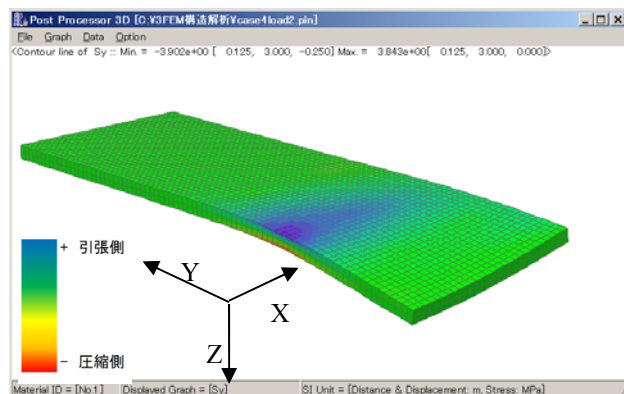 Post Processor 3D [C:¥3FEM構造解析¥case4load2.pin]
File Graph Data Option
<Contour line of Sy :: Min. = -3.902e+00 [ 0.125, 3.000, -0.250] Max. = 3.843e+00[ 0.125, 3.000, 0.000]>
+ 引張側
- 圧縮側
Y
X
Z
Material ID = [No.1] Displayed Graph = [Sy] SI Unit = [Distance & Displacement: m, Stress: MPa]